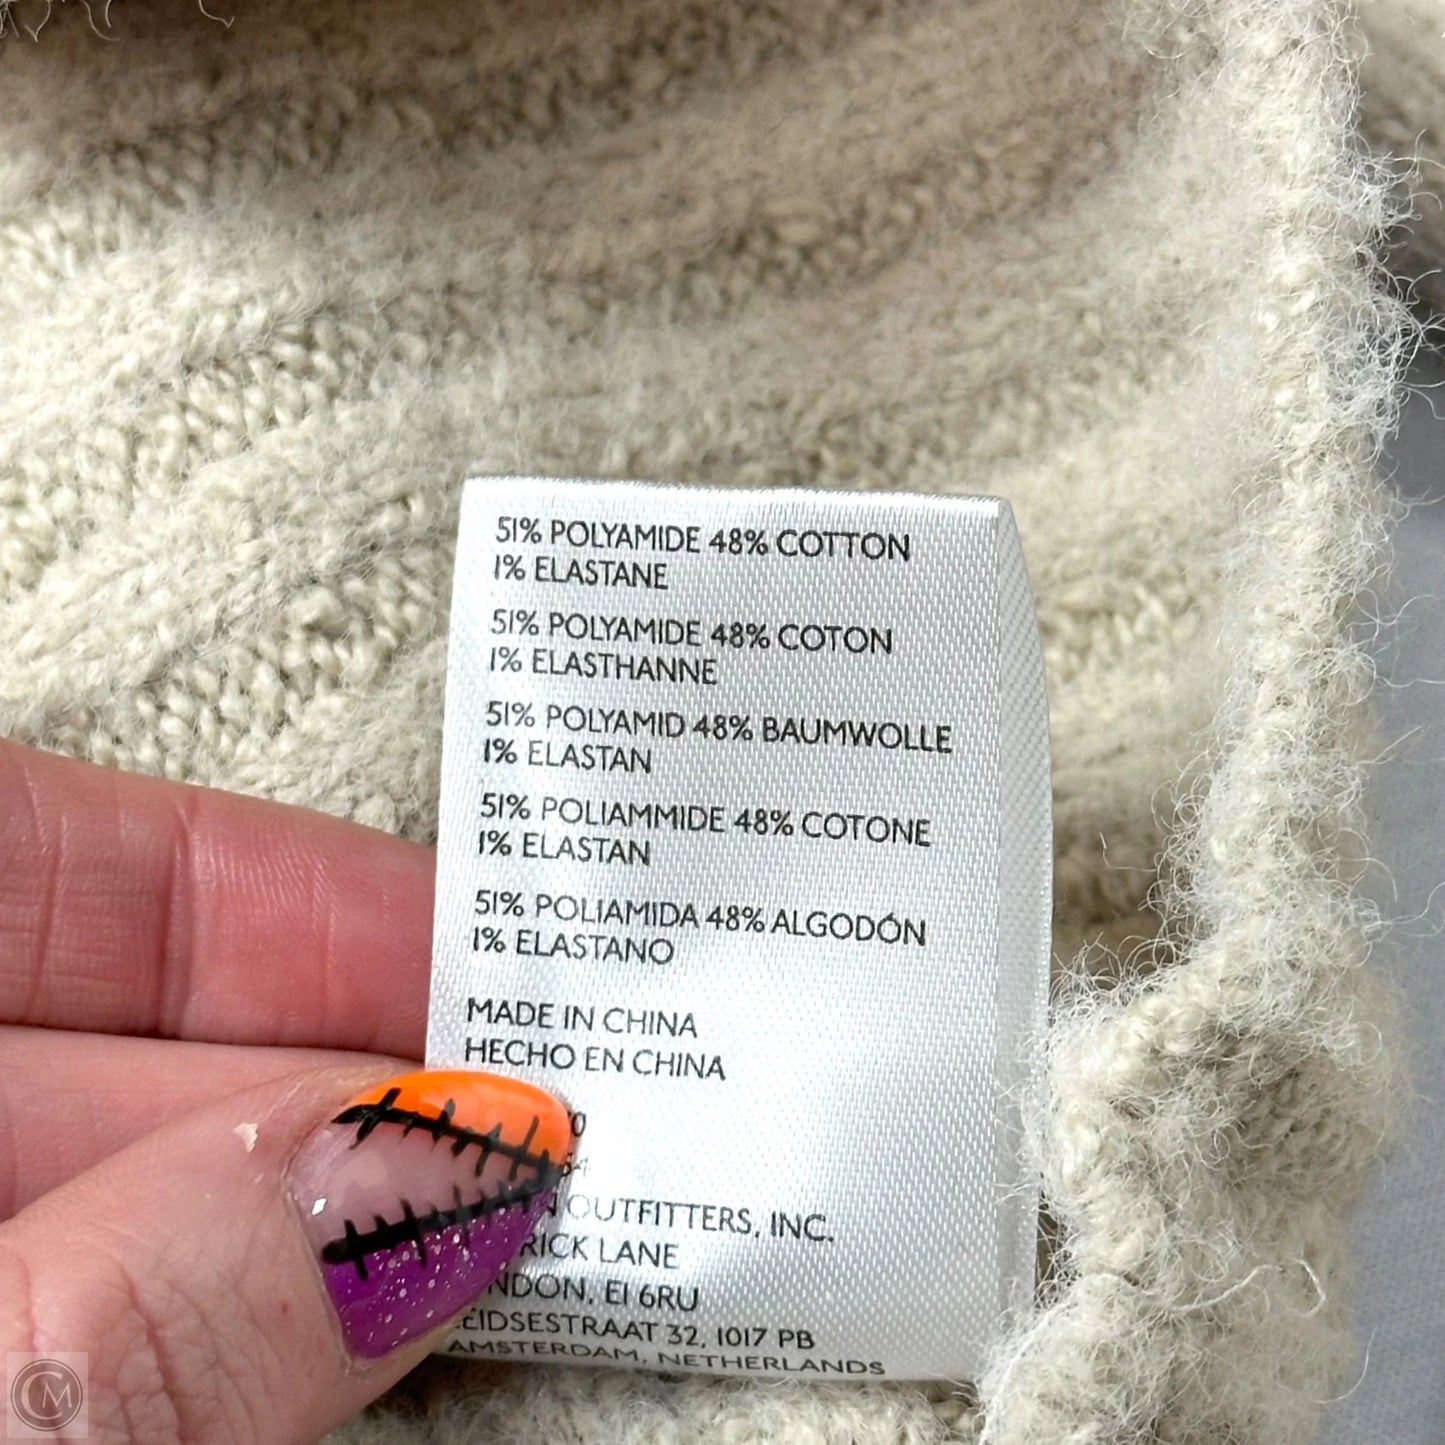 51% POLYAMIDE 48% COTTON
1% ELASTANE
51% POLYAMIDE 48% COTON
1% ELASTHANNE
51% POLYAMID 48% BAUMWOLLE
1% ELASTAN
51% POLIAMMIDE 48% COTONE
1% ELASTAN
51% POLIAMIDA 48% ALGODÓN
1% ELASTANO
MADE IN CHINA
HECHO EN CHINA
OUTFITTERS, INC.
RICK LANE
NDON, E1 6RU
EIDSESTRAAT 32, 1017 PB
AMSTERDAM, NETHERLANDS
CM